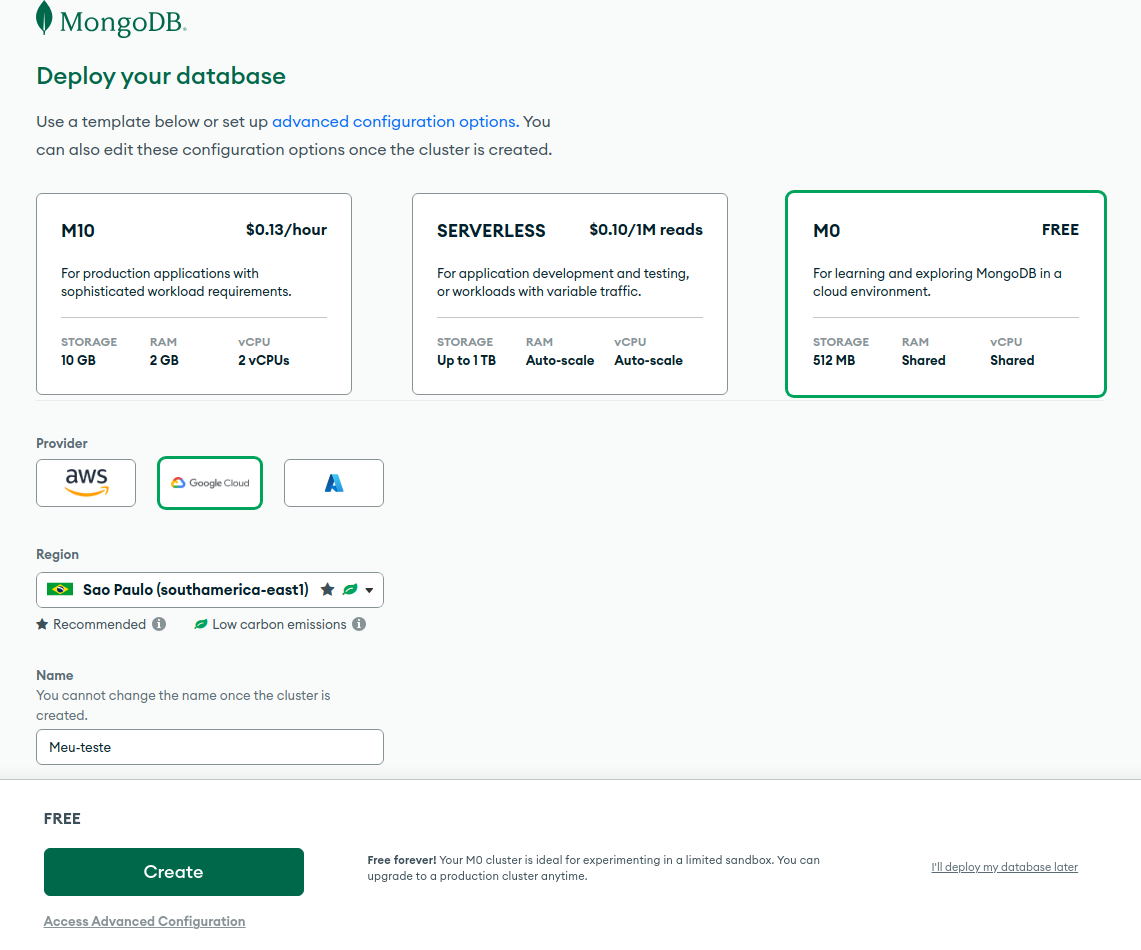 MongoDB.
Deploy your database
Use a template below or set up advanced configuration options. You
can also edit these configuration options once the cluster is created.
M10 $0.13/hour
For production applications with
sophisticated workload requirements.
STORAGE RAM vCPU
10 GB 2 GB 2 vCPUs
SERVERLESS $0.10/1M reads
For application development and testing,
or workloads with variable traffic.
STORAGE RAM vCPU
Up to 1 TB Auto-scale Auto-scale
M0 FREE
For learning and exploring MongoDB in a
cloud environment.
STORAGE RAM vCPU
512 MB Shared Shared
Provider
aws Google Cloud
Region
Sao Paulo (southamerica-east1)
Recommended Low carbon emissions
Name
You cannot change the name once the cluster is
created.
Meu-teste
FREE
Create
Free forever! Your M0 cluster is ideal for experimenting in a limited sandbox. You can
upgrade to a production cluster anytime.
I'll deploy my database later
Access Advanced Configuration